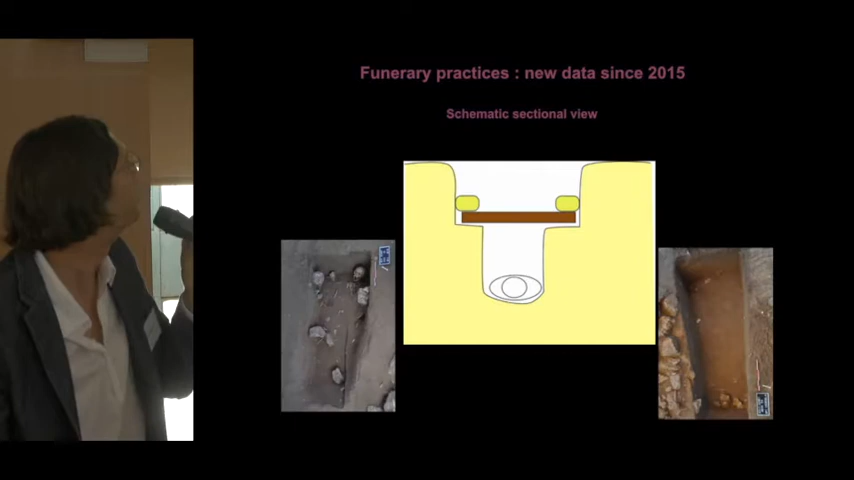 Funerary practices : new data since 2015
Schematic sectional view